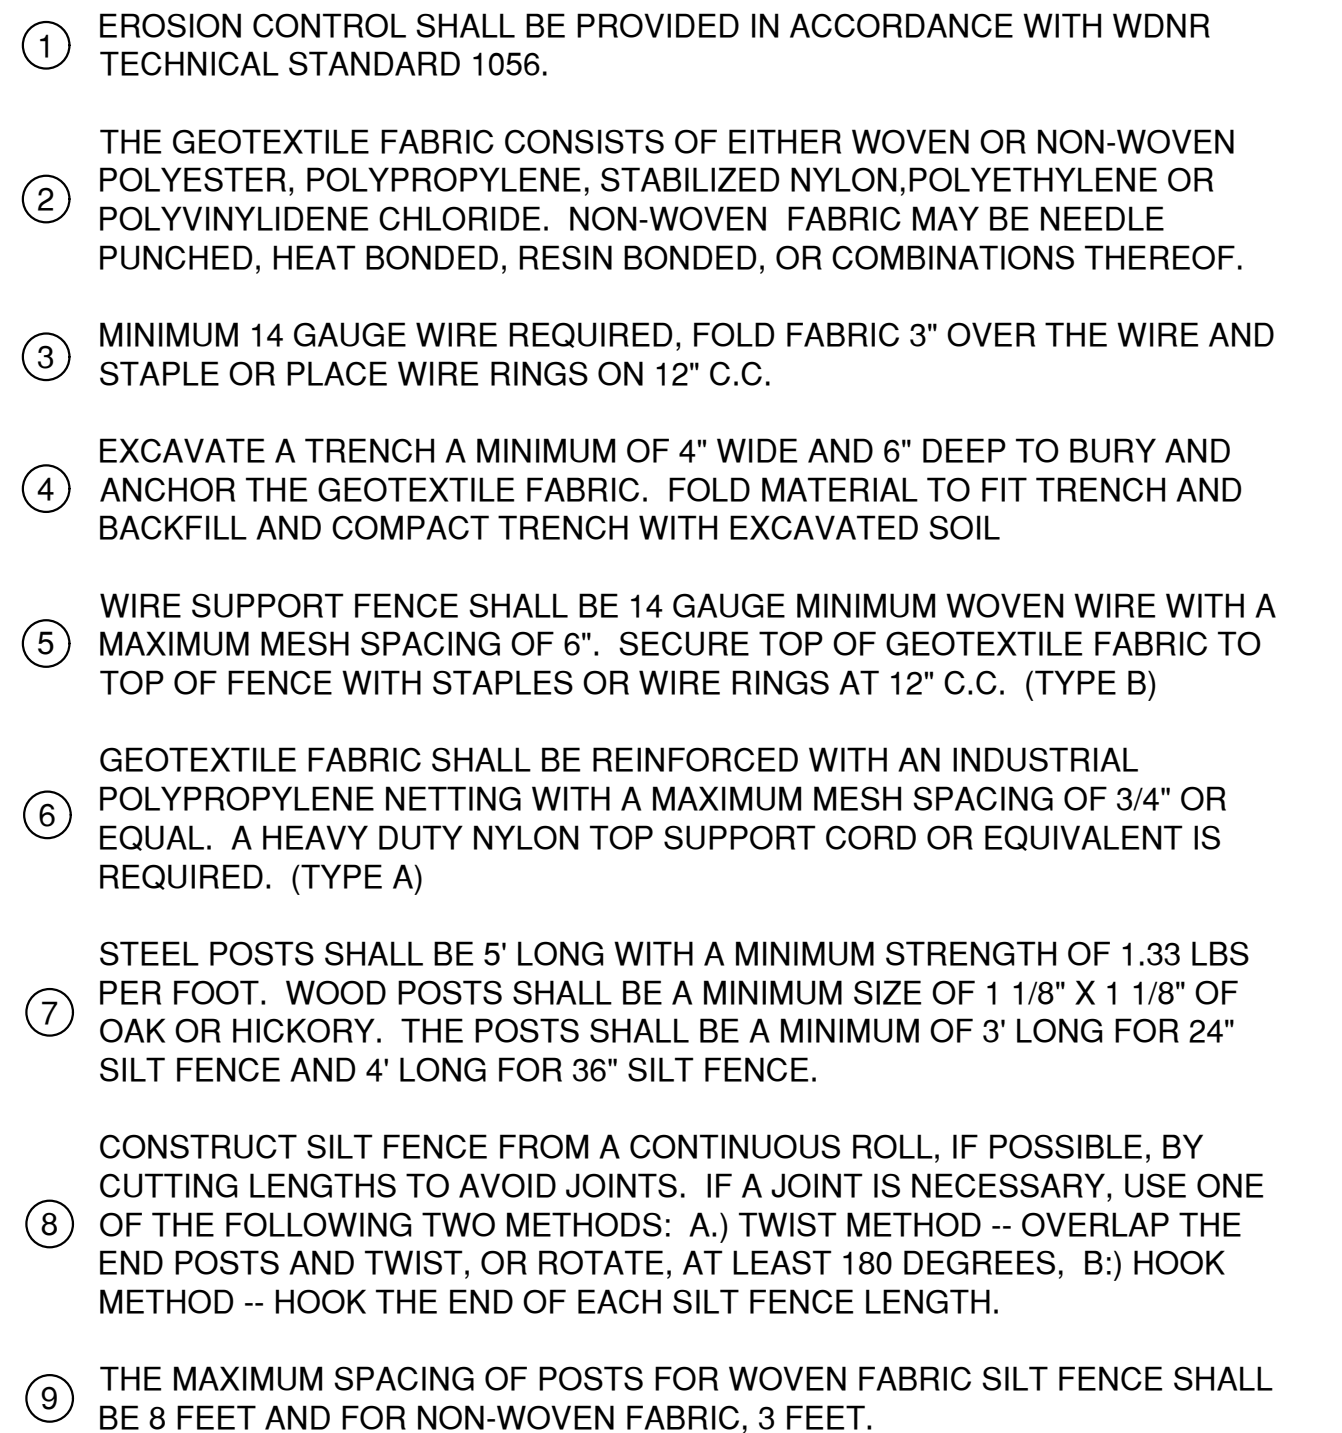 1 EROSION CONTROL SHALL BE PROVIDED IN ACCORDANCE WITH WDNR
TECHNICAL STANDARD 1056.
2 THE GEOTEXTILE FABRIC CONSISTS OF EITHER WOVEN OR NON-WOVEN
POLYESTER, POLYPROPYLENE, STABILIZED NYLON,POLYETHYLENE OR
POLYVINYLIDENE CHLORIDE.  NON-WOVEN  FABRIC MAY BE NEEDLE
PUNCHED, HEAT BONDED, RESIN BONDED, OR COMBINATIONS THEREOF.
3 MINIMUM 14 GAUGE WIRE REQUIRED, FOLD FABRIC 3" OVER THE WIRE AND
STAPLE OR PLACE WIRE RINGS ON 12" C.C.
4 EXCAVATE A TRENCH A MINIMUM OF 4" WIDE AND 6" DEEP TO BURY AND
ANCHOR THE GEOTEXTILE FABRIC.  FOLD MATERIAL TO FIT TRENCH AND
BACKFILL AND COMPACT TRENCH WITH EXCAVATED SOIL
5 WIRE SUPPORT FENCE SHALL BE 14 GAUGE MINIMUM WOVEN WIRE WITH A
MAXIMUM MESH SPACING OF 6".  SECURE TOP OF GEOTEXTILE FABRIC TO
TOP OF FENCE WITH STAPLES OR WIRE RINGS AT 12" C.C.  (TYPE B)
6 GEOTEXTILE FABRIC SHALL BE REINFORCED WITH AN INDUSTRIAL
POLYPROPYLENE NETTING WITH A MAXIMUM MESH SPACING OF 3/4" OR
EQUAL.  A HEAVY DUTY NYLON TOP SUPPORT CORD OR EQUIVALENT IS
REQUIRED.  (TYPE A)
7 STEEL POSTS SHALL BE 5' LONG WITH A MINIMUM STRENGTH OF 1.33 LBS
PER FOOT.  WOOD POSTS SHALL BE A MINIMUM SIZE OF 1 1/8" X 1 1/8" OF
OAK OR HICKORY.  THE POSTS SHALL BE A MINIMUM OF 3' LONG FOR 24"
SILT FENCE AND 4' LONG FOR 36" SILT FENCE.
8 CONSTRUCT SILT FENCE FROM A CONTINUOUS ROLL, IF POSSIBLE, BY
CUTTING LENGTHS TO AVOID JOINTS.  IF A JOINT IS NECESSARY, USE ONE
OF THE FOLLOWING TWO METHODS:  A.) TWIST METHOD -- OVERLAP THE
END POSTS AND TWIST, OR ROTATE, AT LEAST 180 DEGREES,  B:) HOOK
METHOD -- HOOK THE END OF EACH SILT FENCE LENGTH.
9 THE MAXIMUM SPACING OF POSTS FOR WOVEN FABRIC SILT FENCE SHALL
BE 8 FEET AND FOR NON-WOVEN FABRIC, 3 FEET.